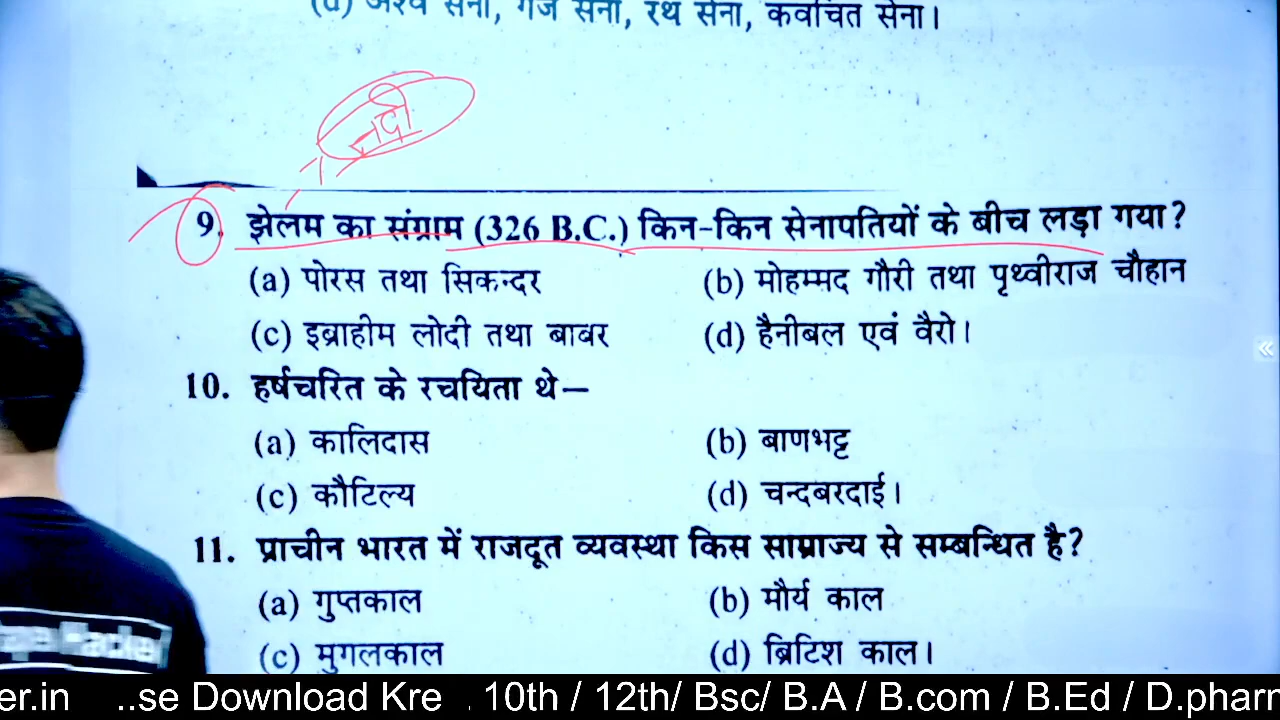 (d) अश्व सेना, गज सेना, रथ सेना, कवचित सेना।
नदी
9. झेलम का संग्राम (326 B.C.) किन-किन सेनापतियों के बीच लड़ा गया?
(a) पोरस तथा सिकन्दर (b) मोहम्मद गौरी तथा पृथ्वीराज चौहान
(c) इब्राहीम लोदी तथा बाबर (d) हैनीबल एवं वैरो।
10. हर्षचरित के रचयिता थे—
(a) कालिदास (b) बाणभट्ट
(c) कौटिल्य (d) चन्दबरदाई।
11. प्राचीन भारत में राजदूत व्यवस्था किस साम्राज्य से सम्बन्धित है?
(a) गुप्तकाल (b) मौर्य काल
(c) मुगलकाल (d) ब्रिटिश काल।
er.in ..se Download Kre . 10th / 12th/ Bsc/ B.A / B.com / B.Ed / D.pharm